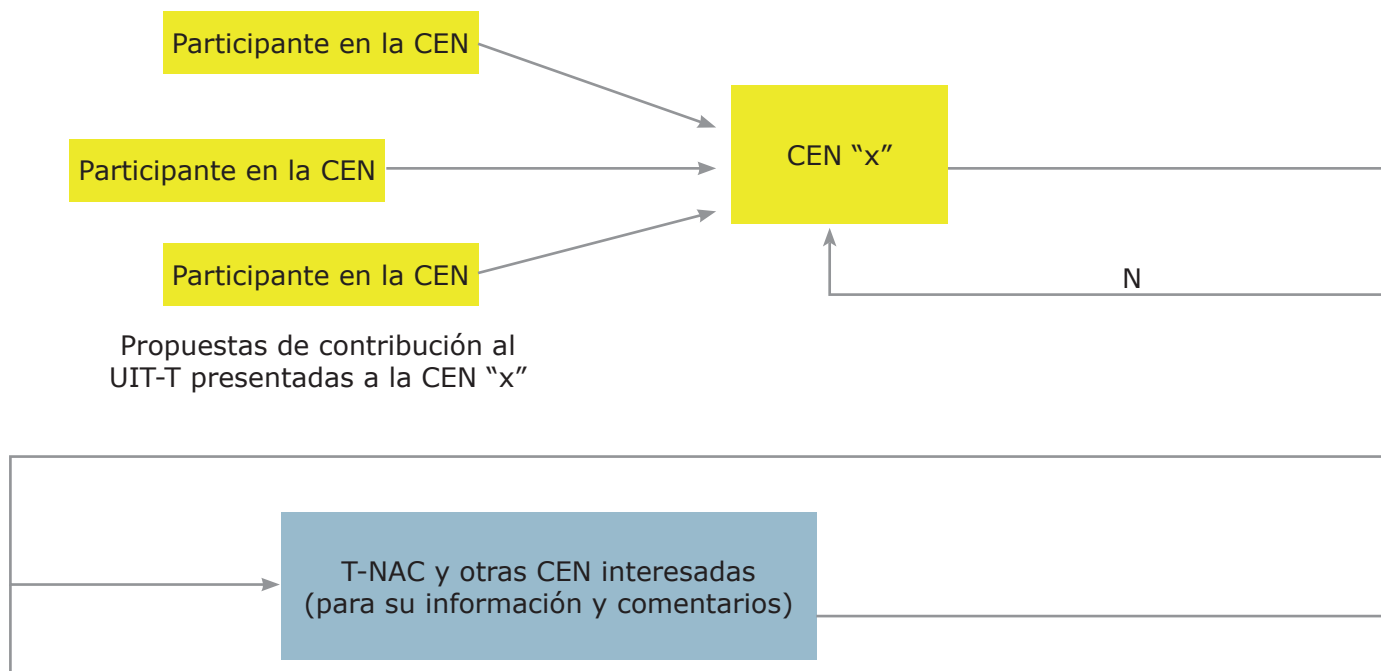 Participante en la CEN
Participante en la CEN
CEN “x”
Participante en la CEN
N
Propuestas de contribución al
UIT-T presentadas a la CEN “x”
T-NAC y otras CEN interesadas
(para su información y comentarios)